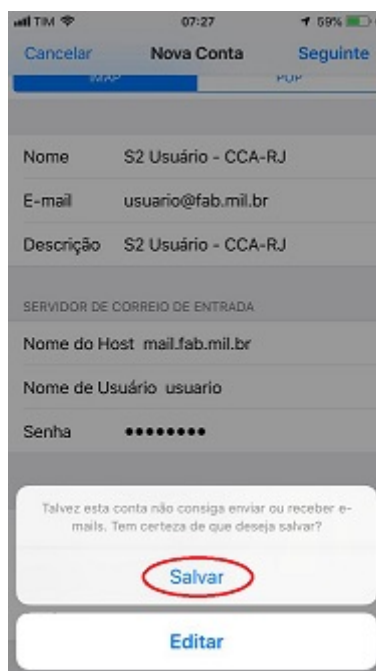 TIM 07:27 59%
Cancelar Nova Conta Seguinte
IMAP POP
Nome S2 Usuário - CCA-RJ
E-mail usuario@fab.mil.br
Descrição S2 Usuário - CCA-RJ
SERVIDOR DE CORREIO DE ENTRADA
Nome do Host mail.fab.mil.br
Nome de Usuário usuario
Senha ••••••••
Talvez esta conta não consiga enviar ou receber e-
mails. Tem certeza de que deseja salvar?
Salvar
Editar